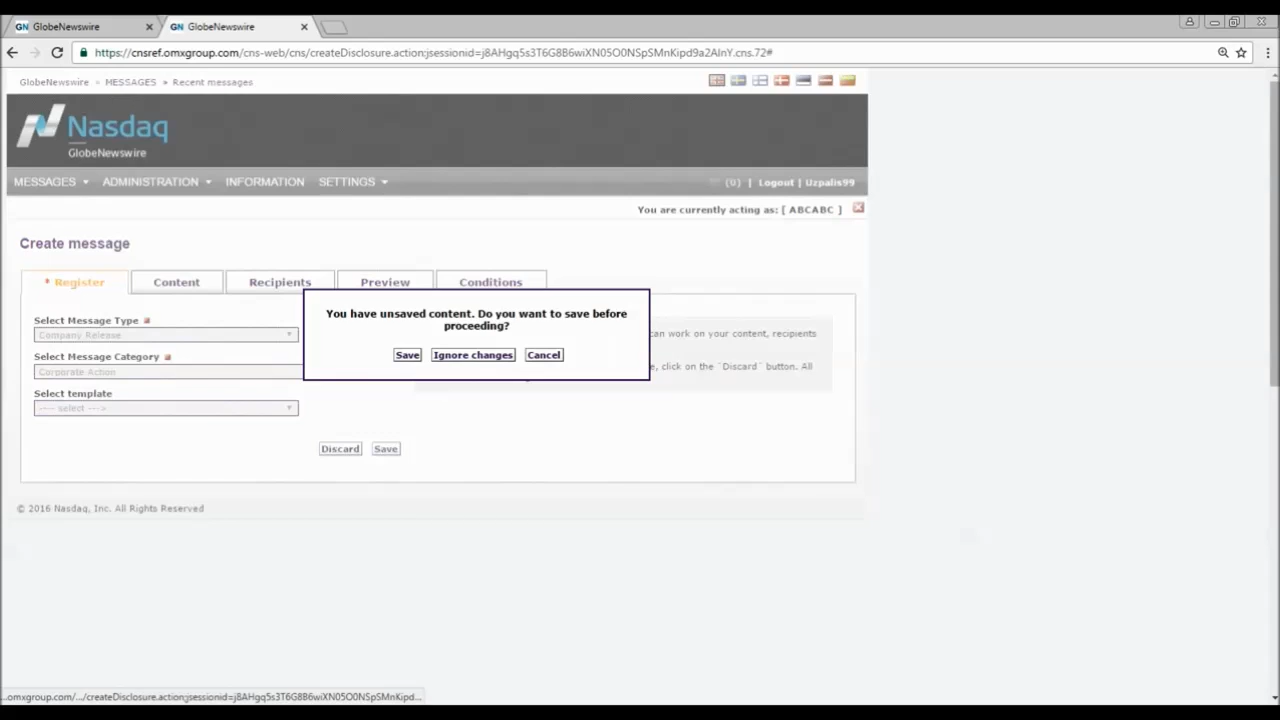 GN GlobeNewswire
GN GlobeNewswire
https://cnsref.omxgroup.com/cns-web/cns/createDisclosure.action;jsessionid=j8AHgq5s3T6G8B6wiXN05O0NSpSMnKipd9a2AlnY.cns.72#
GlobeNewswire » MESSAGES » Recent messages
Nasdaq
GlobeNewswire
MESSAGES ADMINISTRATION INFORMATION SETTINGS (0) | Logout | Uzpalis99
You are currently acting as: [ ABCABC ]
Create message
* Register Content Recipients Preview Conditions
You have unsaved content. Do you want to save before
proceeding?
Save Ignore changes Cancel
Select Message Type
Company Release
can work on your content, recipients
Select Message Category
Corporate Action
, click on the "Discard" button. All
Select template
<--- select --->
Discard Save
© 2016 Nasdaq, Inc. All Rights Reserved
...omxgroup.com/.../createDisclosure.action;jsessionid=j8AHgq5s3T6G8B6wiXN05O0NSpSMnKipd...